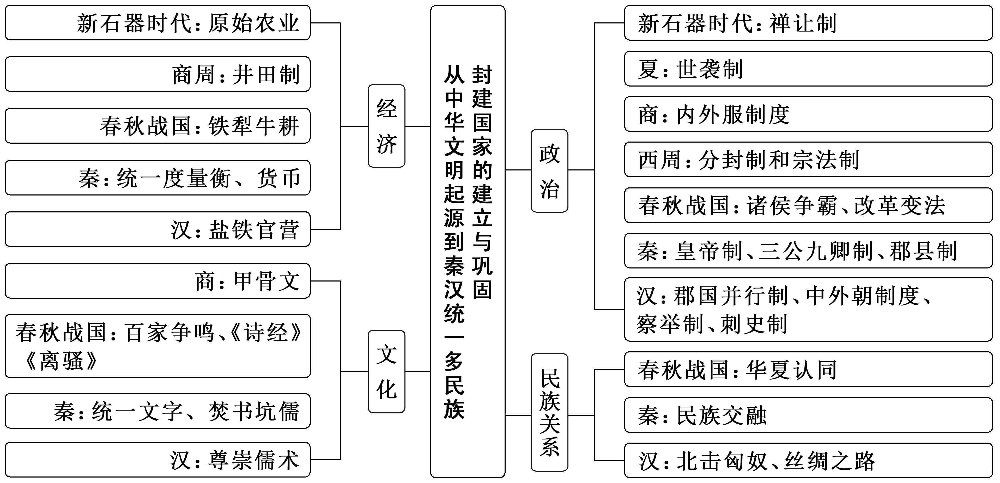 新石器时代：原始农业
商周：井田制
春秋战国：铁犁牛耕
秦：统一度量衡、货币
汉：盐铁官营
经济
商：甲骨文
春秋战国：百家争鸣、《诗经》
《离骚》
秦：统一文字、焚书坑儒
汉：尊崇儒术
文化
从中华文明起源到秦汉统一多民族
封建国家的建立与巩固
政治
新石器时代：禅让制
夏：世袭制
商：内外服制度
西周：分封制和宗法制
春秋战国：诸侯争霸、改革变法
秦：皇帝制、三公九卿制、郡县制
汉：郡国并行制、中外朝制度、
察举制、刺史制
民族关系
春秋战国：华夏认同
秦：民族交融
汉：北击匈奴、丝绸之路